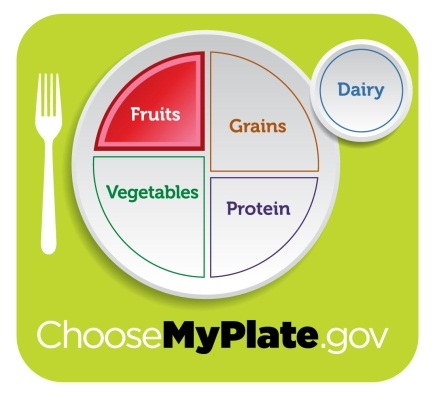 Dairy
Fruits
Grains
Vegetables
Protein
ChooseMyPlate.gov